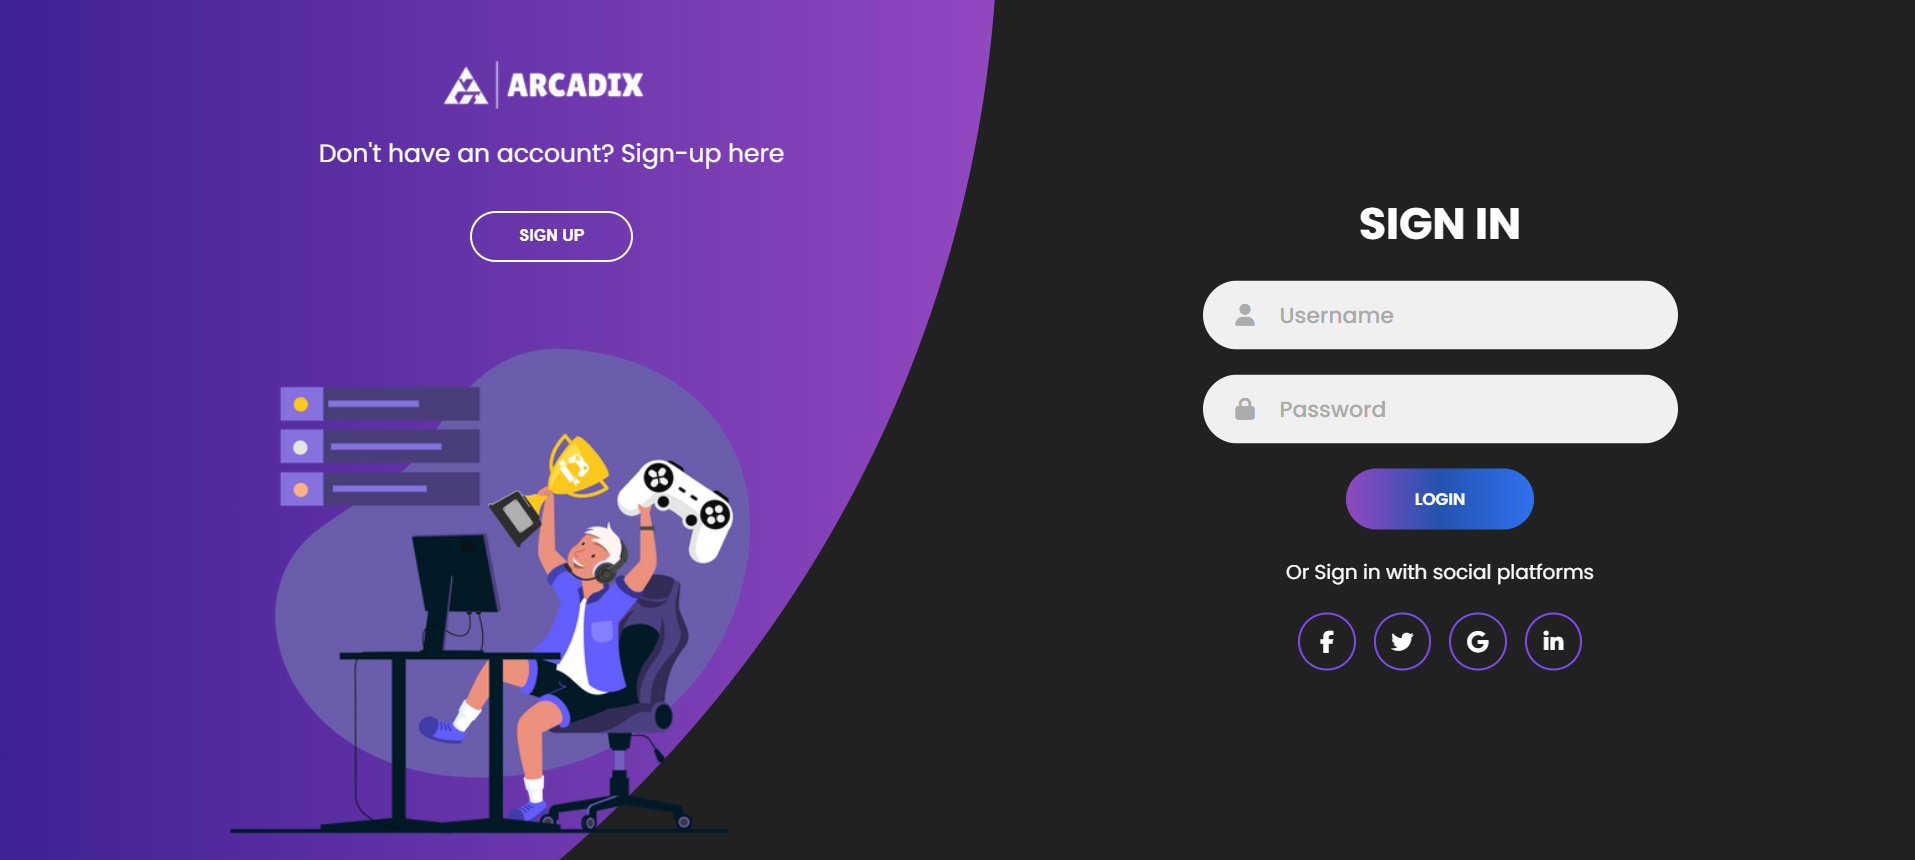 ARCADIX
Don't have an account? Sign-up here
SIGN UP
SIGN IN
Username
Password
LOGIN
Or Sign in with social platforms